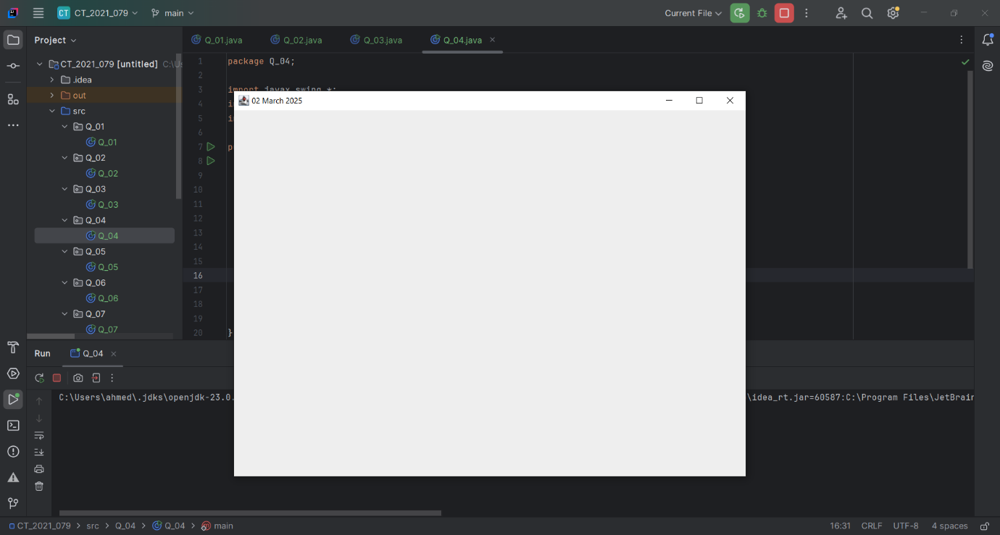 CT CT_2021_079 main Current File
Project
Q_01.java Q_02.java Q_03.java Q_04.java
CT_2021_079 [untitled] C:\Us
.idea
out
src
Q_01
Q_01
Q_02
Q_02
Q_03
Q_03
Q_04
Q_04
Q_05
Q_05
Q_06
Q_06
Q_07
Q_07
1 package Q_04;
2
3 import javax.swing.*;
4 i
5 i
6
7 p
8
9
10
11
12
13
14
15
16
17
18
19
20 }
02 March 2025
Run Q_04
C:\Users\ahmed\.jdks\openjdk-23.0. \idea_rt.jar=60587:C:\Program Files\JetBrain
CT_2021_079 > src > Q_04 > Q_04 > main 16:31 CRLF UTF-8 4 spaces